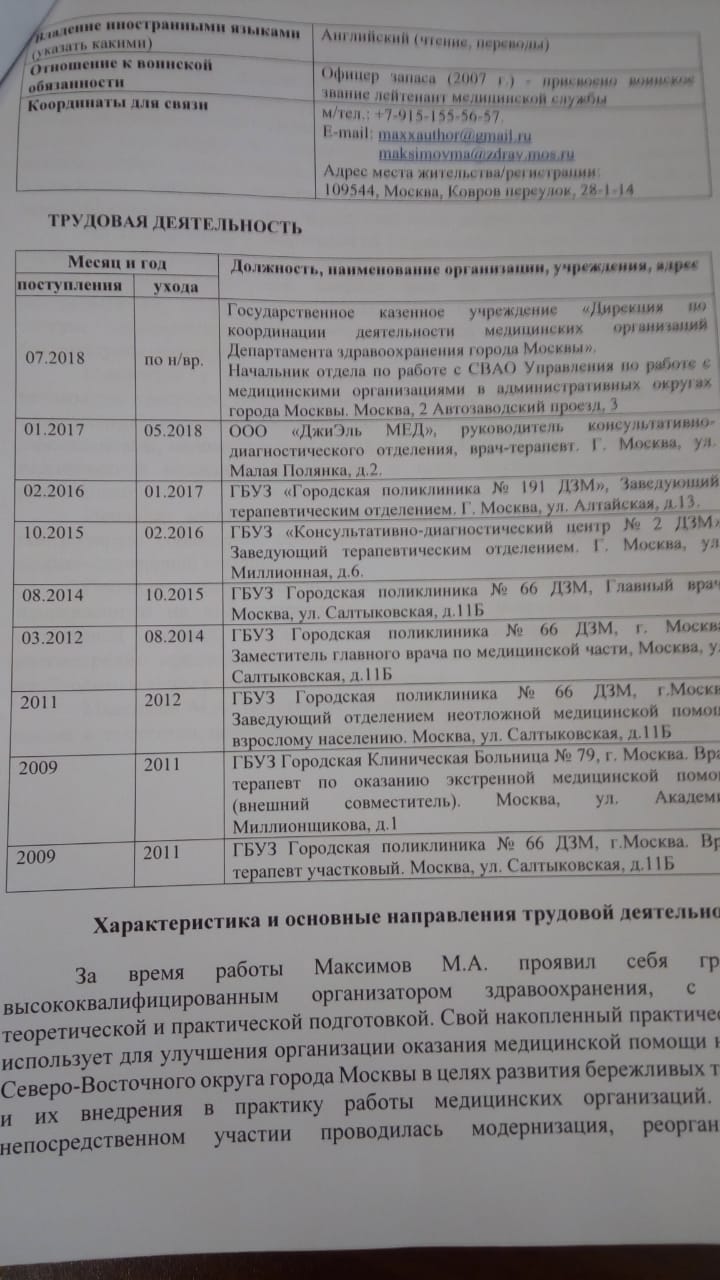 владение иностранными языками
(указать какими)
Английский (чтение, переводы)
Отношение к воинской
обязанности
Офицер запаса (2007 г.) - присвоено воинское
звание лейтенант медицинской службы
Координаты для связи
м/тел.: +7-915-155-56-57.
E-mail: maxxauthor@gmail.ru
maksimovma@zdrav.mos.ru
Адрес места жительства/регистрации:
109544, Москва, Ковров переулок, 28-1-14
ТРУДОВАЯ ДЕЯТЕЛЬНОСТЬ
Месяц и год
Должность, наименование организации, учреждения, адрес
поступления
ухода
07.2018
по н/вр.
Государственное казенное учреждение «Дирекция по
координации деятельности медицинских организаций
Департамента здравоохранения города Москвы».
Начальник отдела по работе с СВАО Управления по работе с
медицинскими организациями в административных округах
города Москвы. Москва, 2 Автозаводский проезд, 3
01.2017
05.2018
ООО «ДжиЭль МЕД», руководитель консультативно-
диагностического отделения, врач-терапевт. Г. Москва, ул.
Малая Полянка, д.2.
02.2016
01.2017
ГБУЗ «Городская поликлиника № 191 ДЗМ», Заведующий
терапевтическим отделением. Г. Москва, ул. Алтайская, д.13.
10.2015
02.2016
ГБУЗ «Консультативно-диагностический центр № 2 ДЗМ»
Заведующий терапевтическим отделением. Г. Москва, ул
Миллионная, д.6.
08.2014
10.2015
ГБУЗ Городская поликлиника № 66 ДЗМ, Главный врач
Москва, ул. Салтыковская, д.11Б
03.2012
08.2014
ГБУЗ Городская поликлиника № 66 ДЗМ, г. Москва
Заместитель главного врача по медицинской части, Москва, у
Салтыковская, д.11Б
2011
2012
ГБУЗ Городская поликлиника № 66 ДЗМ, г.Москв
Заведующий отделением неотложной медицинской помощ
взрослому населению. Москва, ул. Салтыковская, д.11Б
2009
2011
ГБУЗ Городская Клиническая Больница № 79, г. Москва. Вра
терапевт по оказанию экстренной медицинской помо
(внешний совместитель). Москва, ул. Академи
Миллионщикова, д.1
2009
2011
ГБУЗ Городская поликлиника № 66 ДЗМ, г.Москва. Вр
терапевт участковый. Москва, ул. Салтыковская, д.11Б
Характеристика и основные направления трудовой деятельно
За время работы Максимов М.А. проявил себя гр
высококвалифицированным организатором здравоохранения, с
теоретической и практической подготовкой. Свой накопленный практичес
использует для улучшения организации оказания медицинской помощи н
Северо-Восточного округа города Москвы в целях развития бережливых т
и их внедрения в практику работы медицинских организаций.
непосредственном участии проводилась модернизация, реорган